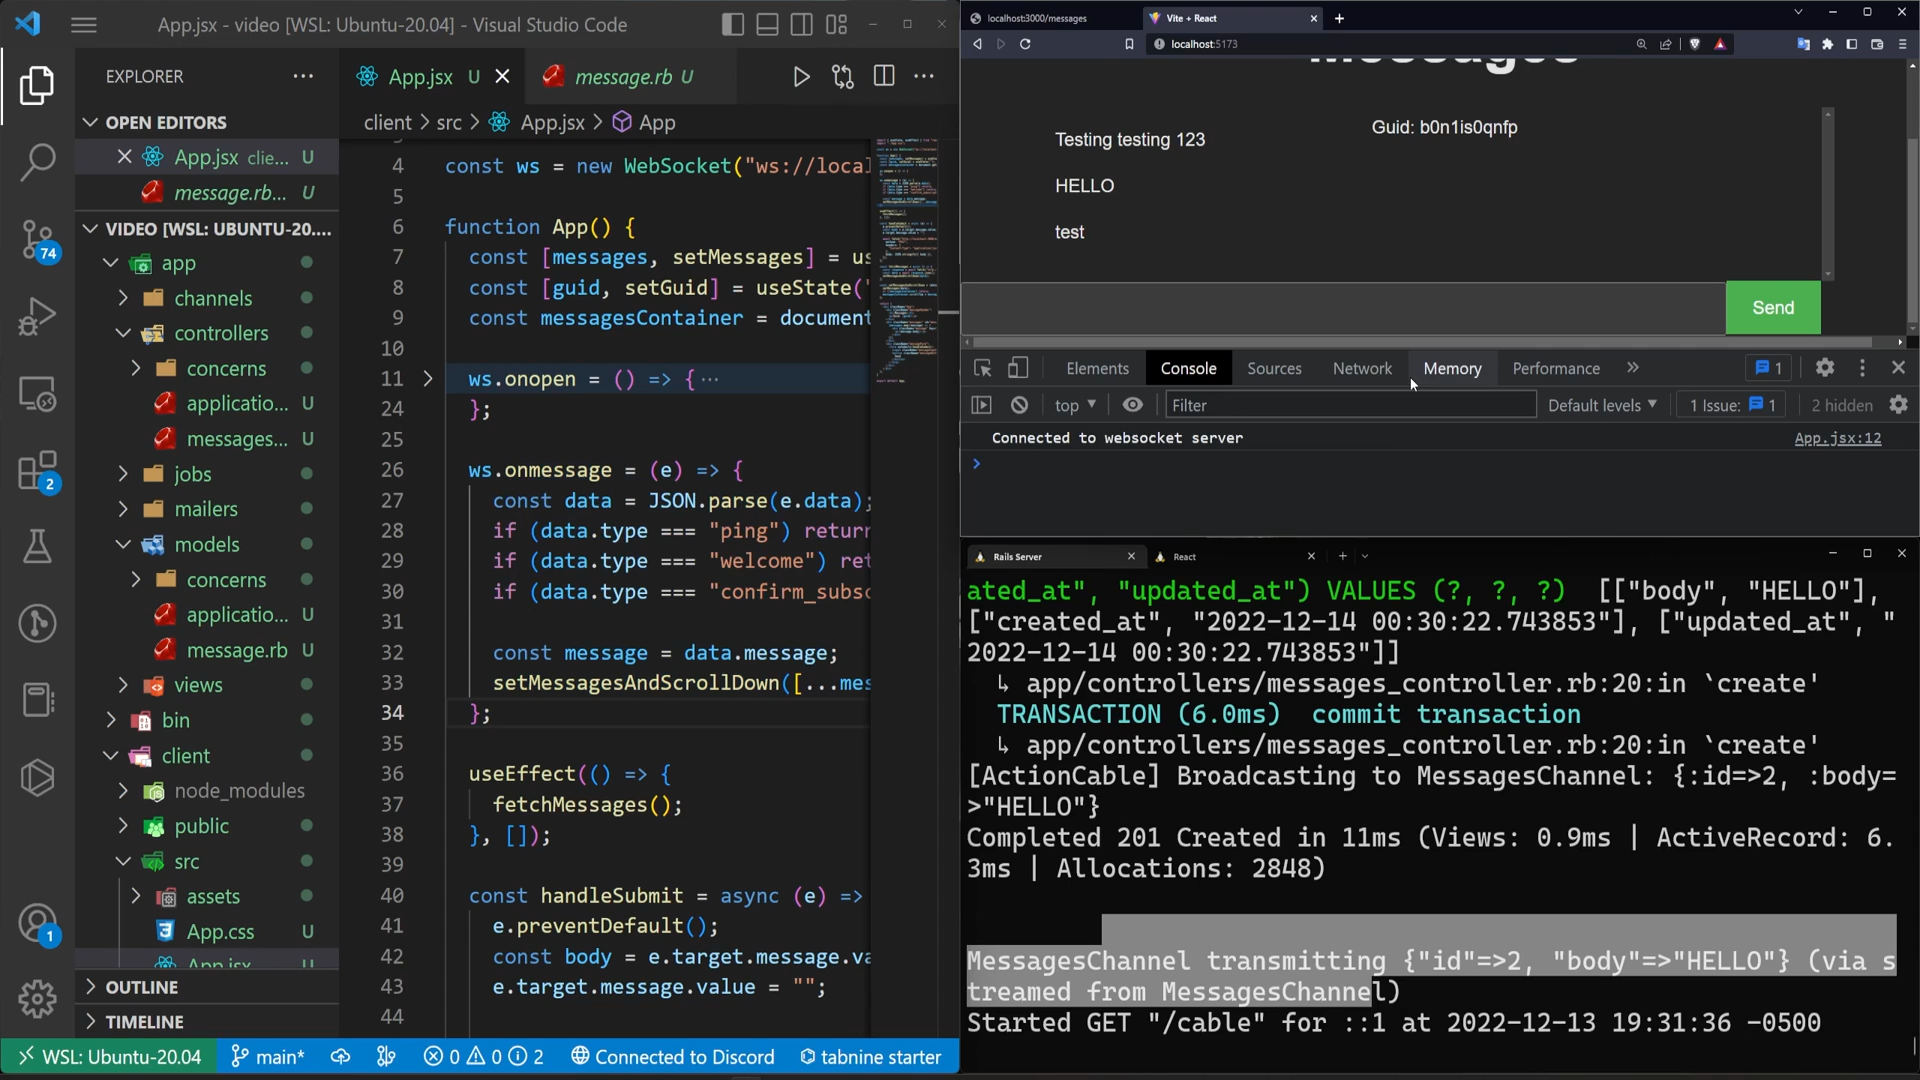 App.jsx - video [WSL: Ubuntu-20.04] - Visual Studio Code
EXPLORER
OPEN EDITORS
App.jsx clie... U
message.rb... U
VIDEO [WSL: UBUNTU-20....
app
channels
controllers
concerns
applicatio... U
messages... U
jobs
mailers
models
concerns
applicatio... U
message.rb U
views
bin
client
node_modules
public
src
assets
App.css U
App.jsx U
OUTLINE
TIMELINE
74
2
1
App.jsx U
message.rb U
client > src > App.jsx > App
4 const ws = new WebSocket("ws://local
5
6 function App() {
7 const [messages, setMessages] = us
8 const [guid, setGuid] = useState('
9 const messagesContainer = document
10
11 ws.onopen = () => { ...
24 };
25
26 ws.onmessage = (e) => {
27 const data = JSON.parse(e.data);
28 if (data.type === "ping") return
29 if (data.type === "welcome") ret
30 if (data.type === "confirm_subsc
31
32 const message = data.message;
33 setMessagesAndScrollDown([...mes
34 };
35
36 useEffect(() => {
37 fetchMessages();
38 }, []);
39
40 const handleSubmit = async (e) =>
41 e.preventDefault();
42 const body = e.target.message.va
43 e.target.message.value = "";
44
WSL: Ubuntu-20.04 main* 0 0 2 Connected to Discord tabnine starter
localhost:3000/messages
Vite + React
localhost:5173
Messages
Testing testing 123
Guid: b0n1is0qnfp
HELLO
test
Send
Elements Console Sources Network Memory Performance 1
top Filter Default levels 1 Issue: 1 2 hidden
Connected to websocket server App.jsx:12
Rails Server
React
ated_at", "updated_at") VALUES (?, ?, ?) [["body", "HELLO"],
["created_at", "2022-12-14 00:30:22.743853"], ["updated_at", "
2022-12-14 00:30:22.743853"]]
↳ app/controllers/messages_controller.rb:20:in `create'
TRANSACTION (6.0ms) commit transaction
↳ app/controllers/messages_controller.rb:20:in `create'
[ActionCable] Broadcasting to MessagesChannel: {:id=>2, :body=
>"HELLO"}
Completed 201 Created in 11ms (Views: 0.9ms | ActiveRecord: 6.
3ms | Allocations: 2848)
MessagesChannel transmitting {"id"=>2, "body"=>"HELLO"} (via s
treamed from MessagesChannel)
Started GET "/cable" for ::1 at 2022-12-13 19:31:36 -0500